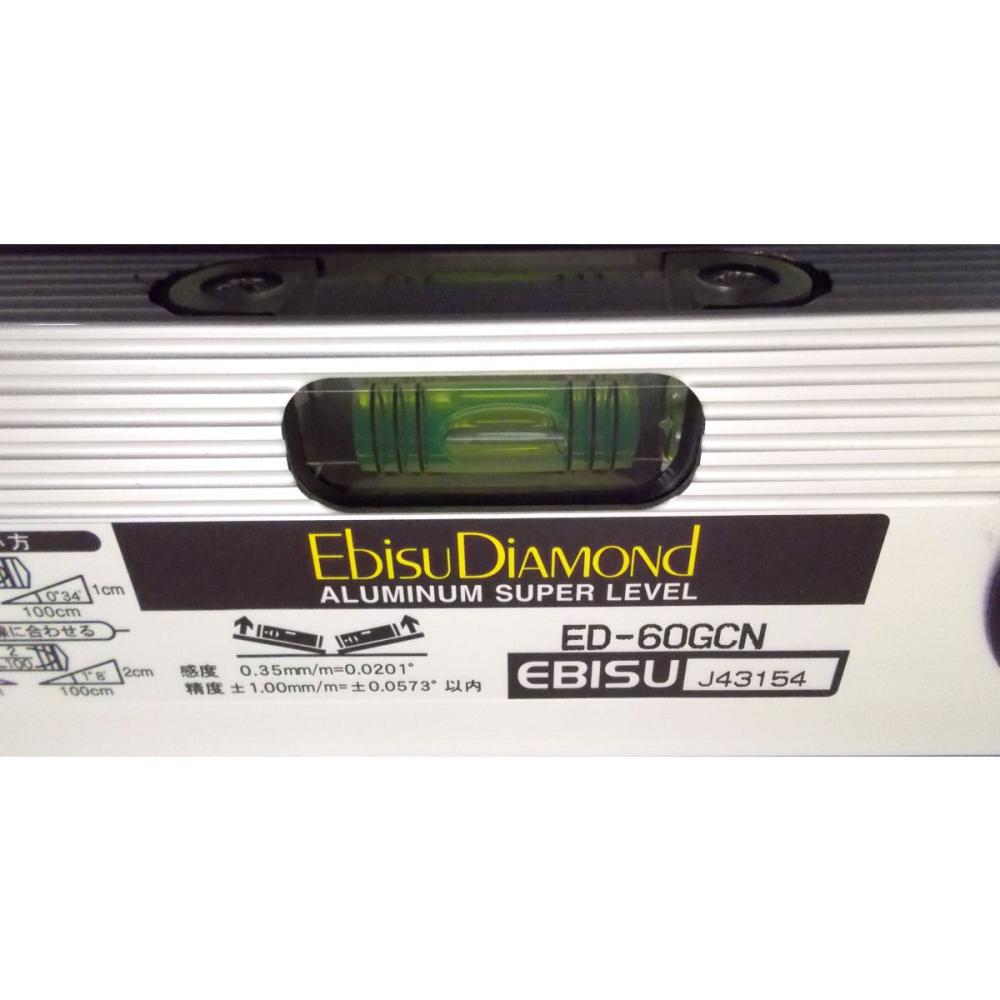 い方
EbisuDiamond
ALUMINUM SUPER LEVEL
0°34′
1cm
100cm
線に合わせる
ED-60GCN
2
100
1°8′
2cm
100cm
感度 0.35mm/m=0.0201°
精度 ±1.00mm/m=±0.0573° 以内
EBISU J43154